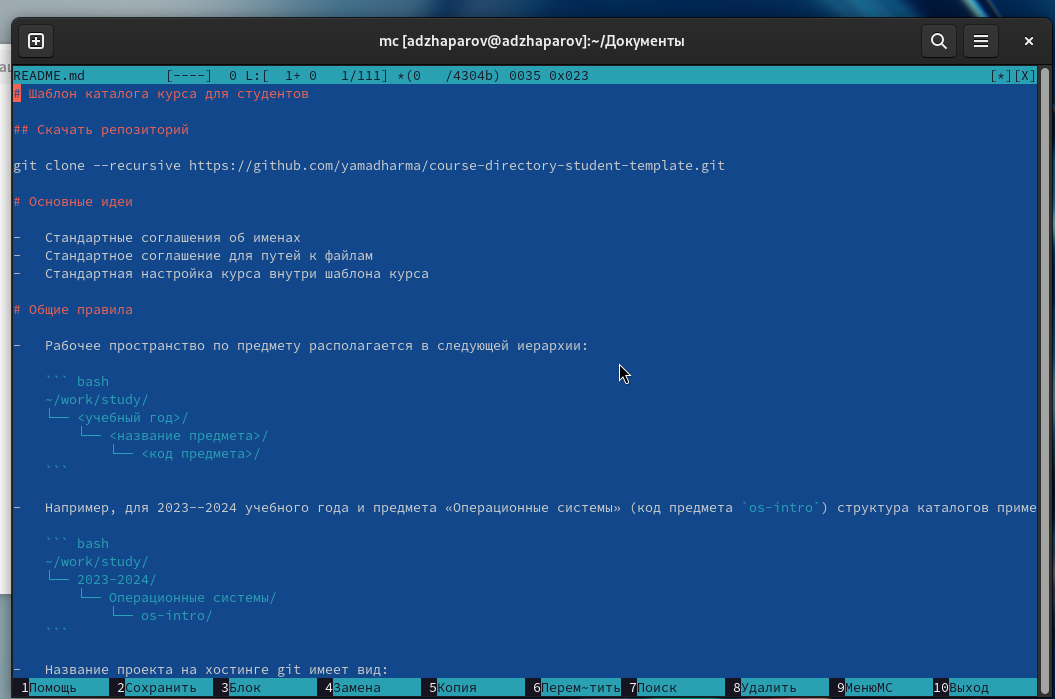 mc [adzhaparov@adzhaparov]:~/Документы
README.md [----] 0 L:[ 1+ 0 1/111] *(0 /4304b) 0035 0x023 [*][X]
# Шаблон каталога курса для студентов
## Скачать репозиторий
git clone --recursive https://github.com/yamadharma/course-directory-student-template.git
# Основные идеи
- Стандартные соглашения об именах
- Стандартное соглашение для путей к файлам
- Стандартная настройка курса внутри шаблона курса
# Общие правила
- Рабочее пространство по предмету располагается в следующей иерархии:
``` bash
~/work/study/
└── <учебный год>/
└── <название предмета>/
└── <код предмета>/
```
- Например, для 2023--2024 учебного года и предмета «Операционные системы» (код предмета `os-intro`) структура каталогов приме
``` bash
~/work/study/
└── 2023-2024/
└── Операционные системы/
└── os-intro/
```
- Название проекта на хостинге git имеет вид:
1Помощь 2Сохранить 3Блок 4Замена 5Копия 6Перем~тить 7Поиск 8Удалить 9МенюMC 10Выход